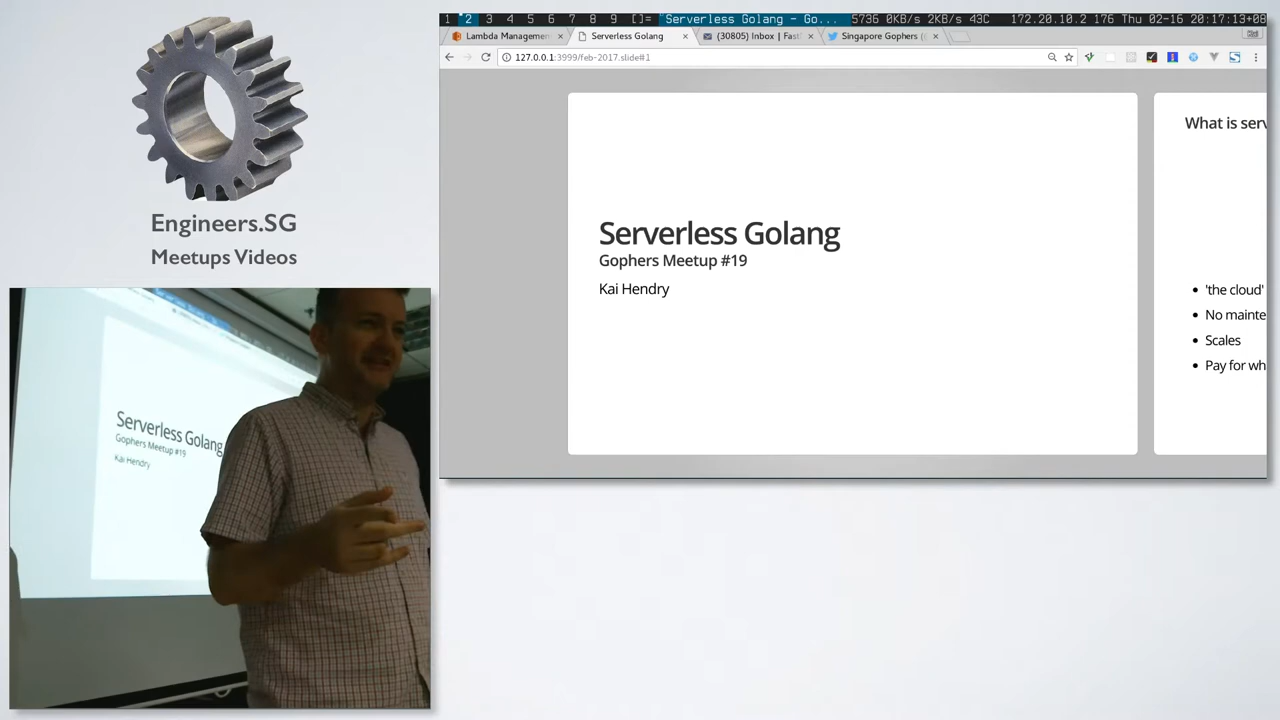 Engineers.SG
Meetups Videos
1 2 3 4 5 6 7 8 9 []= Serverless Golang - Go... 5736 0KB/s 2KB/s 43C 172.20.10.2 176 Thu 02-16 20:17:13+08
Lambda Managemen Serverless Golang (30805) Inbox | Fast Singapore Gophers (
127.0.0.1:3999/feb-2017.slide#1
Serverless Golang
Gophers Meetup #19
Kai Hendry
What is serv
'the cloud'
No mainte
Scales
Pay for wh
Serverless Golang
Gophers Meetup #19
Kai Hendry